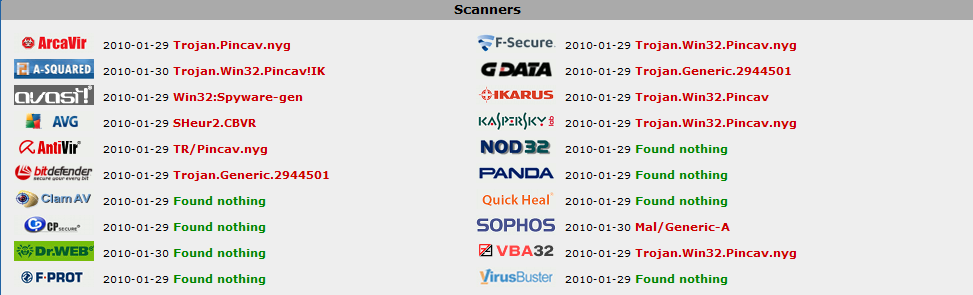 Scanners
ArcaVir 2010-01-29 Trojan.Pincav.nyg
A-SQUARED 2010-01-30 Trojan.Win32.Pincav!IK
avast! 2010-01-29 Win32:Spyware-gen
AVG 2010-01-29 SHeur2.CBVR
AntiVir 2010-01-29 TR/Pincav.nyg
bitdefender secure your every bit 2010-01-29 Trojan.Generic.2944501
Clam AV 2010-01-29 Found nothing
CP SECURE 2010-01-29 Found nothing
Dr.WEB 2010-01-30 Found nothing
F-PROT 2010-01-29 Found nothing
F-Secure. 2010-01-29 Trojan.Win32.Pincav.nyg
G DATA 2010-01-29 Trojan.Generic.2944501
IKARUS 2010-01-29 Trojan.Win32.Pincav
KASPERSKY 2010-01-29 Trojan.Win32.Pincav.nyg
NOD32 2010-01-29 Found nothing
PANDA 2010-01-29 Found nothing
Quick Heal 2010-01-29 Found nothing
SOPHOS 2010-01-30 Mal/Generic-A
VBA32 2010-01-29 Trojan.Win32.Pincav.nyg
VirusBuster 2010-01-29 Found nothing